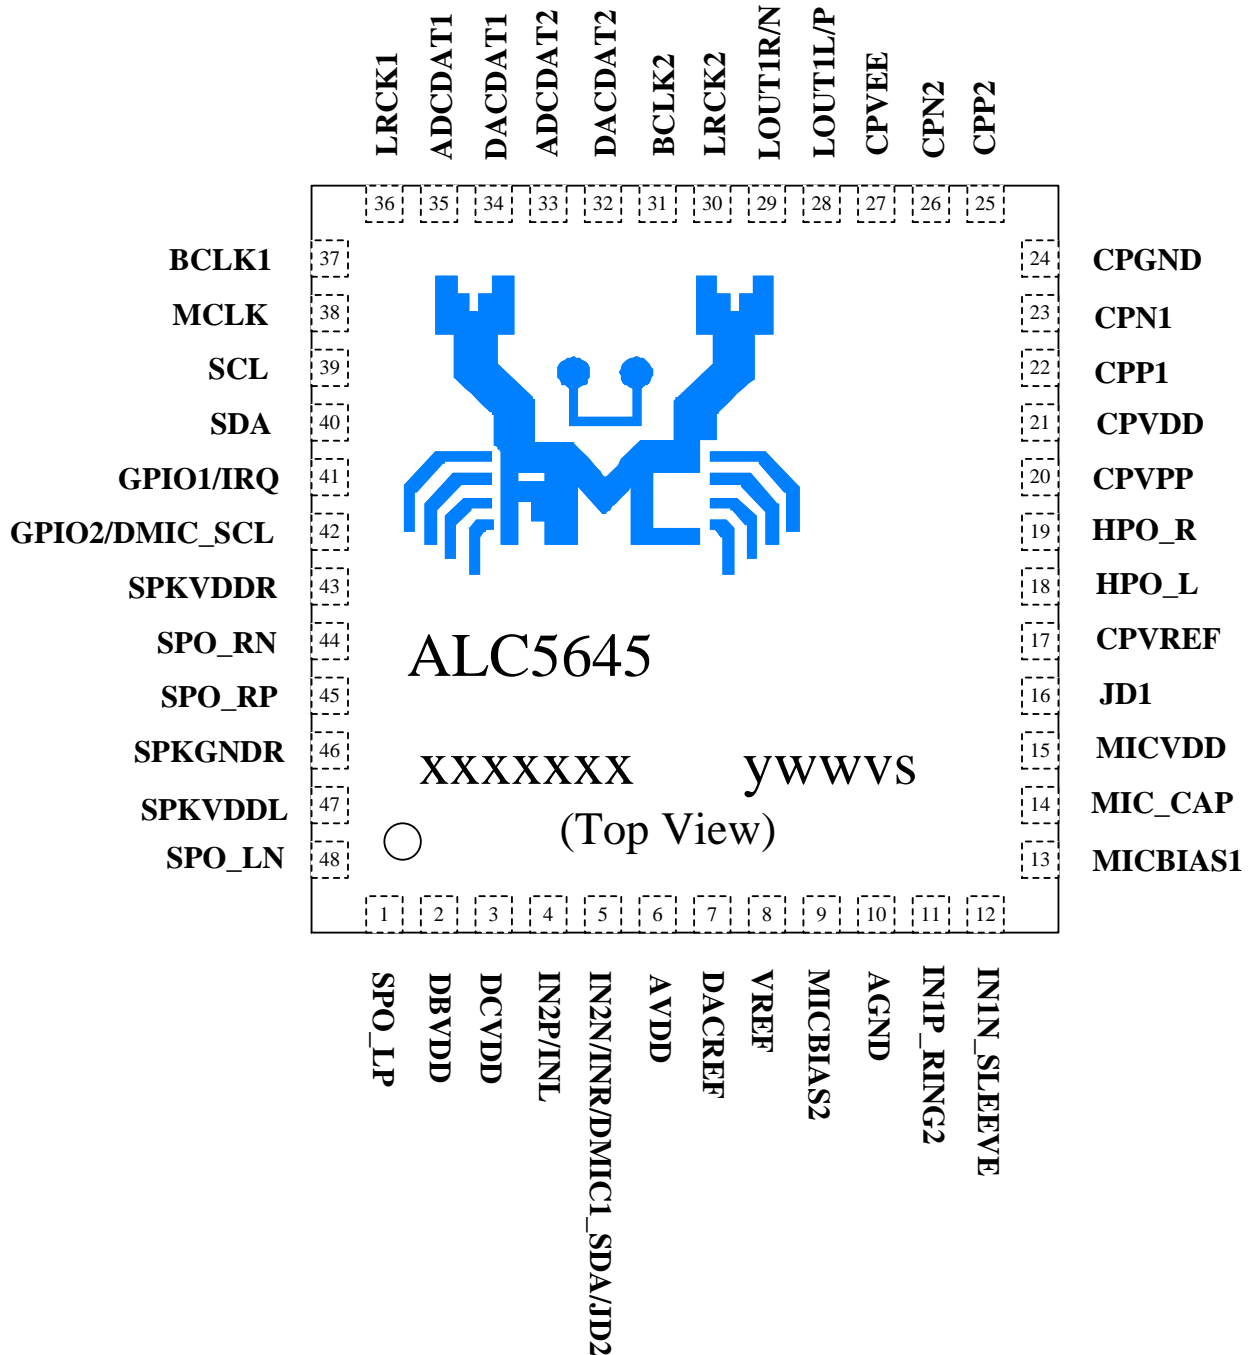 LRCK1
ADCDAT1
DACDAT1
ADCDAT2
DACDAT2
BCLK2
LRCK2
LOUT1R/N
LOUT1L/P
CPVEE
CPN2
CPP2
36 35 34 33 32 31 30 29 28 27 26 25
BCLK1 37
MCLK 38
SCL 39
SDA 40
GPIO1/IRQ 41
GPIO2/DMIC_SCL 42
SPKVDDR 43
SPO_RN 44
SPO_RP 45
SPKGNDR 46
SPKVDDL 47
SPO_LN 48
24 CPGND
23 CPN1
22 CPP1
21 CPVDD
20 CPVPP
19 HPO_R
18 HPO_L
17 CPVREF
16 JD1
15 MICVDD
14 MIC_CAP
13 MICBIAS1
ALC5645
xxxxxxx ywwvs
(Top View)
1 2 3 4 5 6 7 8 9 10 11 12
SPO_LP
DBVDD
DCVDD
IN2P/INL
IN2N/INR/DMIC1_SDA/JD2
AVDD
DACREF
VREF
MICBIAS2
AGND
IN1P_RING2
IN1N_SLEEVE